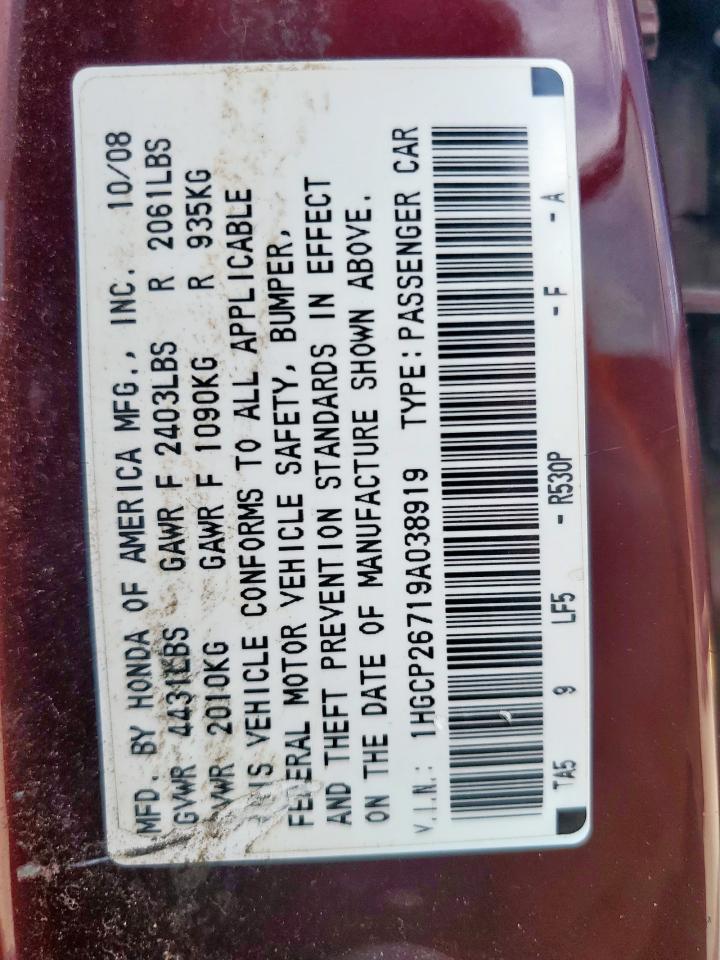 MFD. BY HONDA OF AMERICA MFG., INC. 10/08
GVWR 4431LBS GAWR F 2403LBS R 2061LBS
GVWR 2010KG GAWR F 1090KG R 935KG
THIS VEHICLE CONFORMS TO ALL APPLICABLE
FEDERAL MOTOR VEHICLE SAFETY, BUMPER,
AND THEFT PREVENTION STANDARDS IN EFFECT
ON THE DATE OF MANUFACTURE SHOWN ABOVE.
V.I.N.: 1HGCP26719A038919 TYPE:PASSENGER CAR
TA5 9 LF5 - R530P - F - A